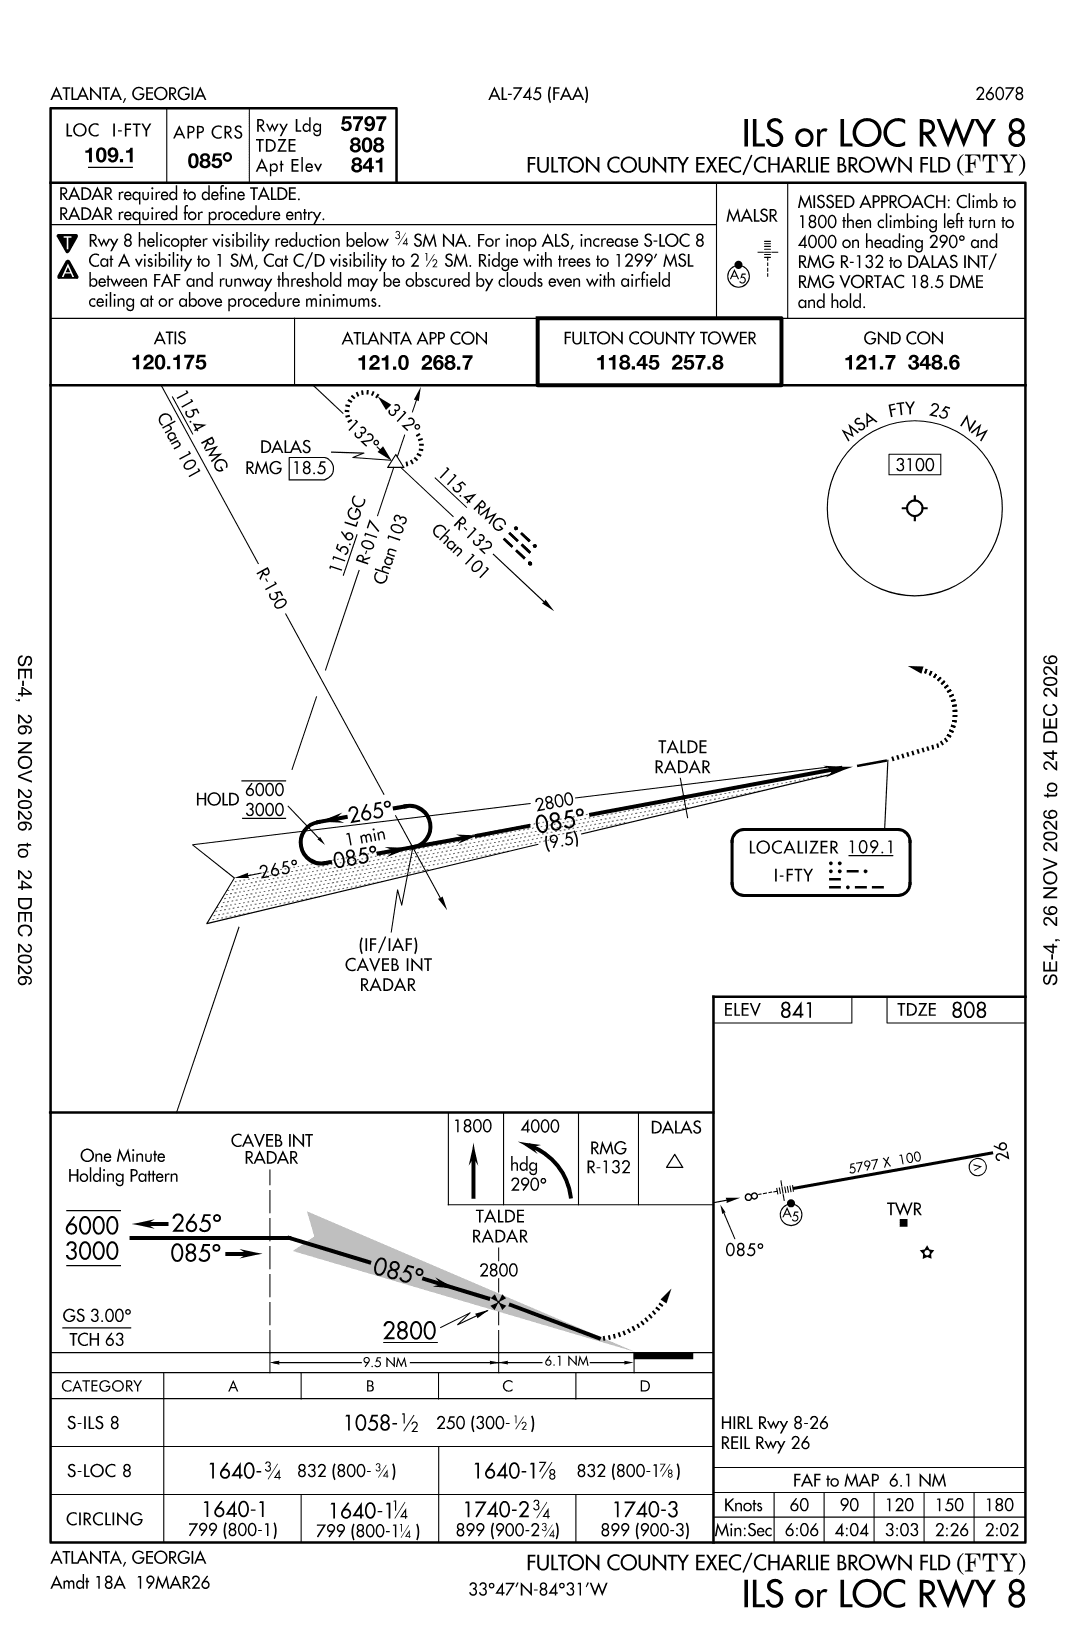 ATLANTA, GEORGIA
AL-745 (FAA)
26078
LOC I-FTY
109.1
APP CRS
085°
Rwy Ldg 5797
TDZE 808
Apt Elev 841
ILS or LOC RWY 8
FULTON COUNTY EXEC/CHARLIE BROWN FLD (FTY)
RADAR required to define TALDE.
RADAR required for procedure entry.
T
A
Rwy 8 helicopter visibility reduction below ¾ SM NA. For inop ALS, increase S-LOC 8
Cat A visibility to 1 SM, Cat C/D visibility to 2 ½ SM. Ridge with trees to 1299' MSL
between FAF and runway threshold may be obscured by clouds even with airfield
ceiling at or above procedure minimums.
MALSR
A5
MISSED APPROACH: Climb to
1800 then climbing left turn to
4000 on heading 290° and
RMG R-132 to DALAS INT/
RMG VORTAC 18.5 DME
and hold.
ATIS
120.175
ATLANTA APP CON
121.0 268.7
FULTON COUNTY TOWER
118.45 257.8
GND CON
121.7 348.6
115.4 RMG
Chan 101
R-150
312°
132°
DALAS
RMG 18.5
115.6 LGC
R-017
Chan 103
115.4 RMG
R-132
Chan 101
MSA FTY 25 NM
3100
SE-4, 26 NOV 2026 to 24 DEC 2026
SE-4, 26 NOV 2026 to 24 DEC 2026
TALDE
RADAR
HOLD 6000
3000
265°
1 min
085°
265°
2800
085°
(9.5)
LOCALIZER 109.1
I-FTY
(IF/IAF)
CAVEB INT
RADAR
ELEV 841
TDZE 808
5797 X 100
8
26
V
A5
TWR
085°
HIRL Rwy 8-26
REIL Rwy 26
One Minute
Holding Pattern
CAVEB INT
RADAR
1800
4000
hdg
290°
RMG
R-132
DALAS
6000
3000
265°
085°
085°
TALDE
RADAR
2800
2800
GS 3.00°
TCH 63
9.5 NM
6.1 NM
CATEGORY A B C D
S-ILS 8 1058-½ 250 (300-½)
S-LOC 8 1640-¾ 832 (800-¾) 1640-1⅞ 832 (800-1⅞)
CIRCLING
1640-1
799 (800-1)
1640-1¼
799 (800-1¼)
1740-2¾
899 (900-2¾)
1740-3
899 (900-3)
FAF to MAP 6.1 NM
Knots 60 90 120 150 180
Min:Sec 6:06 4:04 3:03 2:26 2:02
ATLANTA, GEORGIA
Amdt 18A 19MAR26
33°47'N-84°31'W
FULTON COUNTY EXEC/CHARLIE BROWN FLD (FTY)
ILS or LOC RWY 8